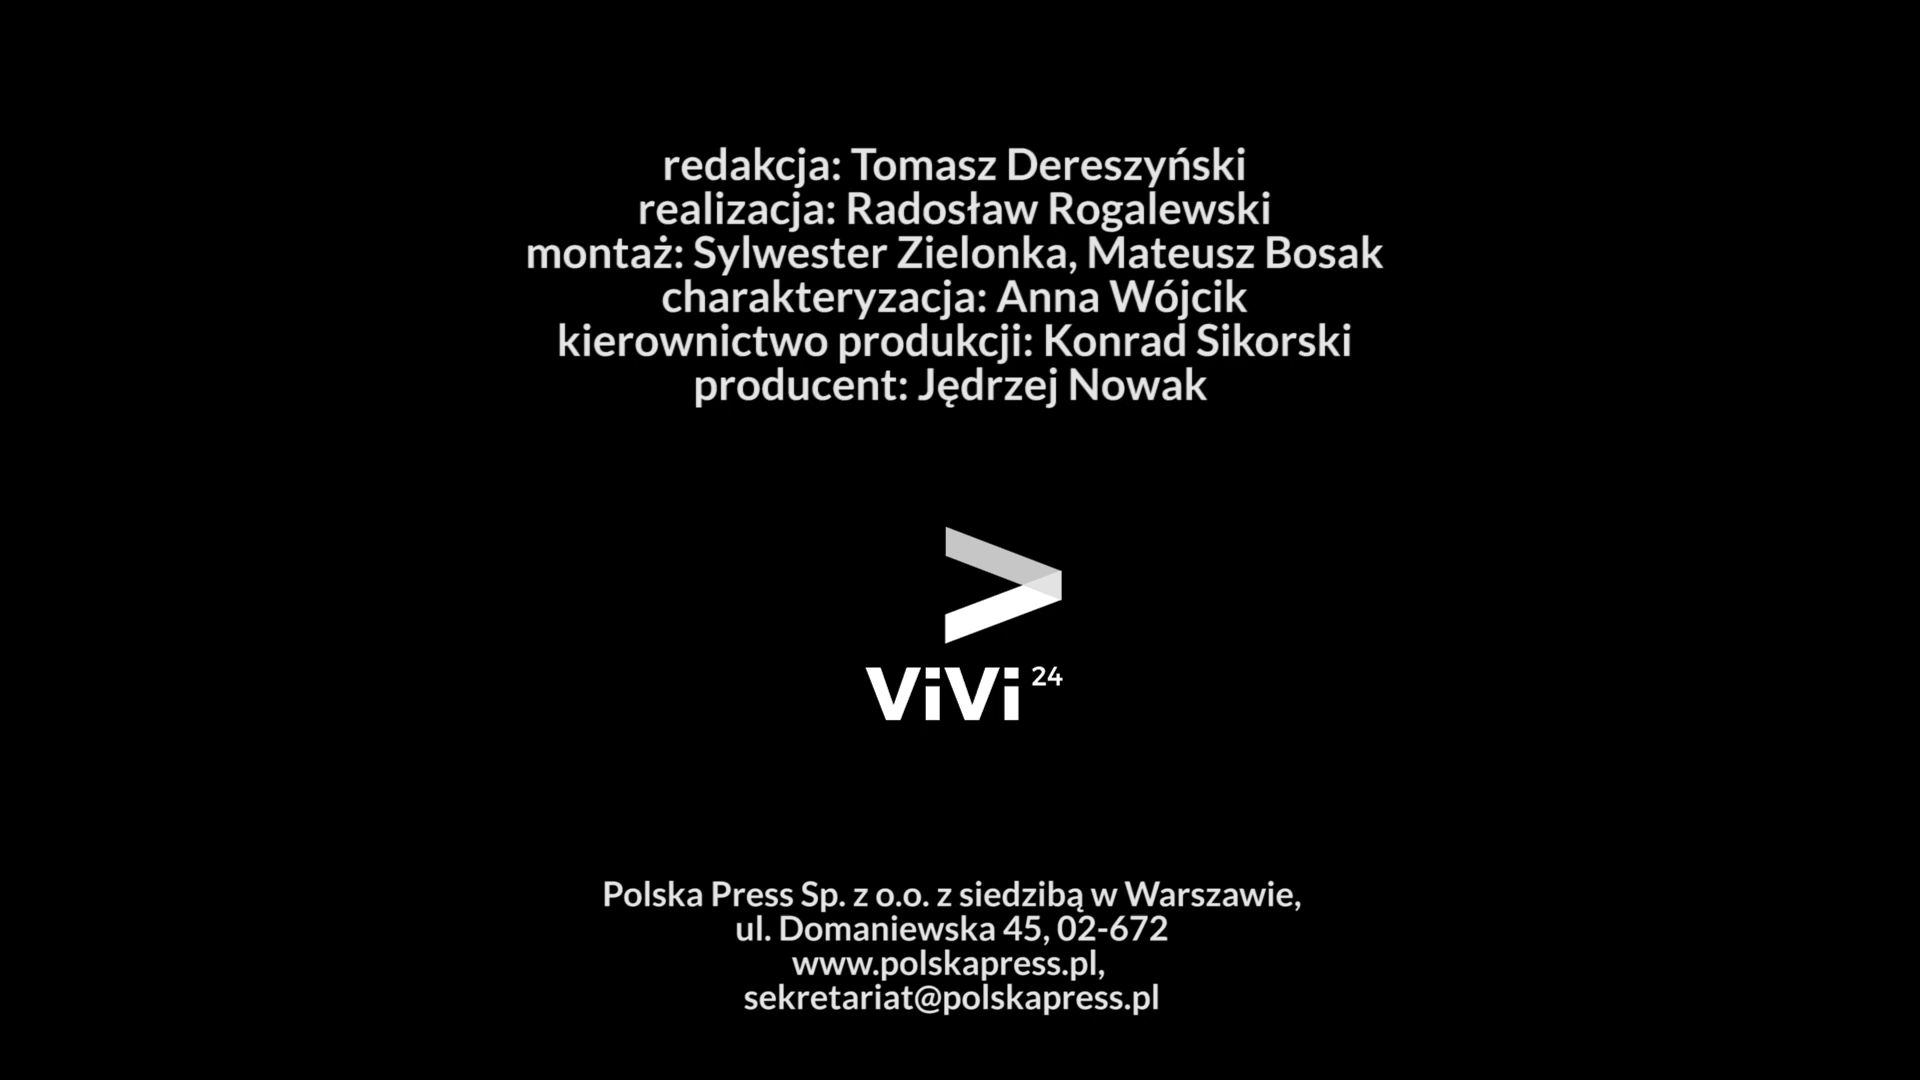 redakcja: Tomasz Dereszyński
realizacja: Radosław Rogalewski
montaż: Sylwester Zielonka, Mateusz Bosak
charakteryzacja: Anna Wójcik
kierownictwo produkcji: Konrad Sikorski
producent: Jędrzej Nowak
ViVi 24
Polska Press Sp. z o.o. z siedzibą w Warszawie,
ul. Domaniewska 45, 02-672
www.polskapress.pl,
sekretariat@polskapress.pl